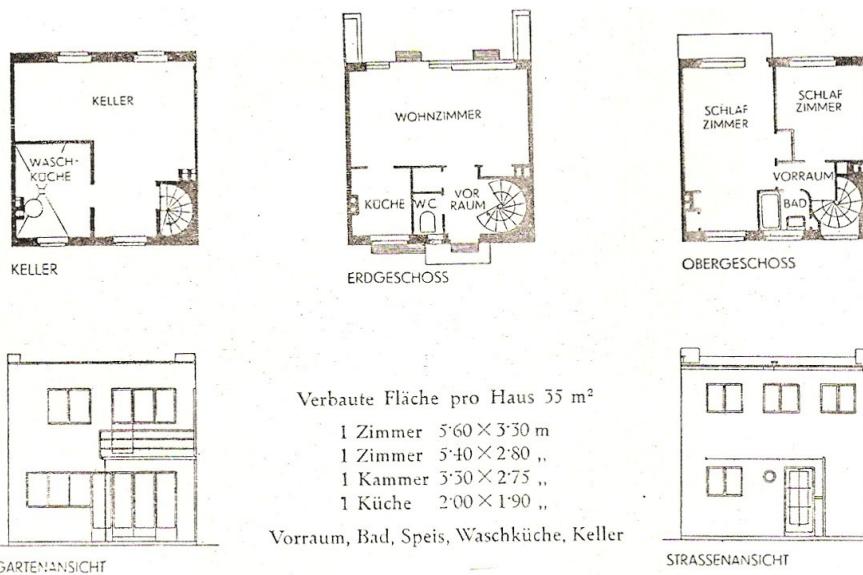 KELLER
WASCH-
KÜCHE
KELLER
WOHNZIMMER
KÜCHE
WC
VOR
RAUM
ERDGESCHOSS
SCHLAF
ZIMMER
SCHLAF
ZIMMER
VORRAUM
BAD
OBERGESCHOSS
Verbaute Fläche pro Haus 35 m²
1 Zimmer 5·60 × 3·30 m
1 Zimmer 5·40 × 2·80 „
1 Kammer 3·30 × 2·75 „
1 Küche 2·00 × 1·90 „
Vorraum, Bad, Speis, Waschküche, Keller
GARTENANSICHT
STRASSENANSICHT